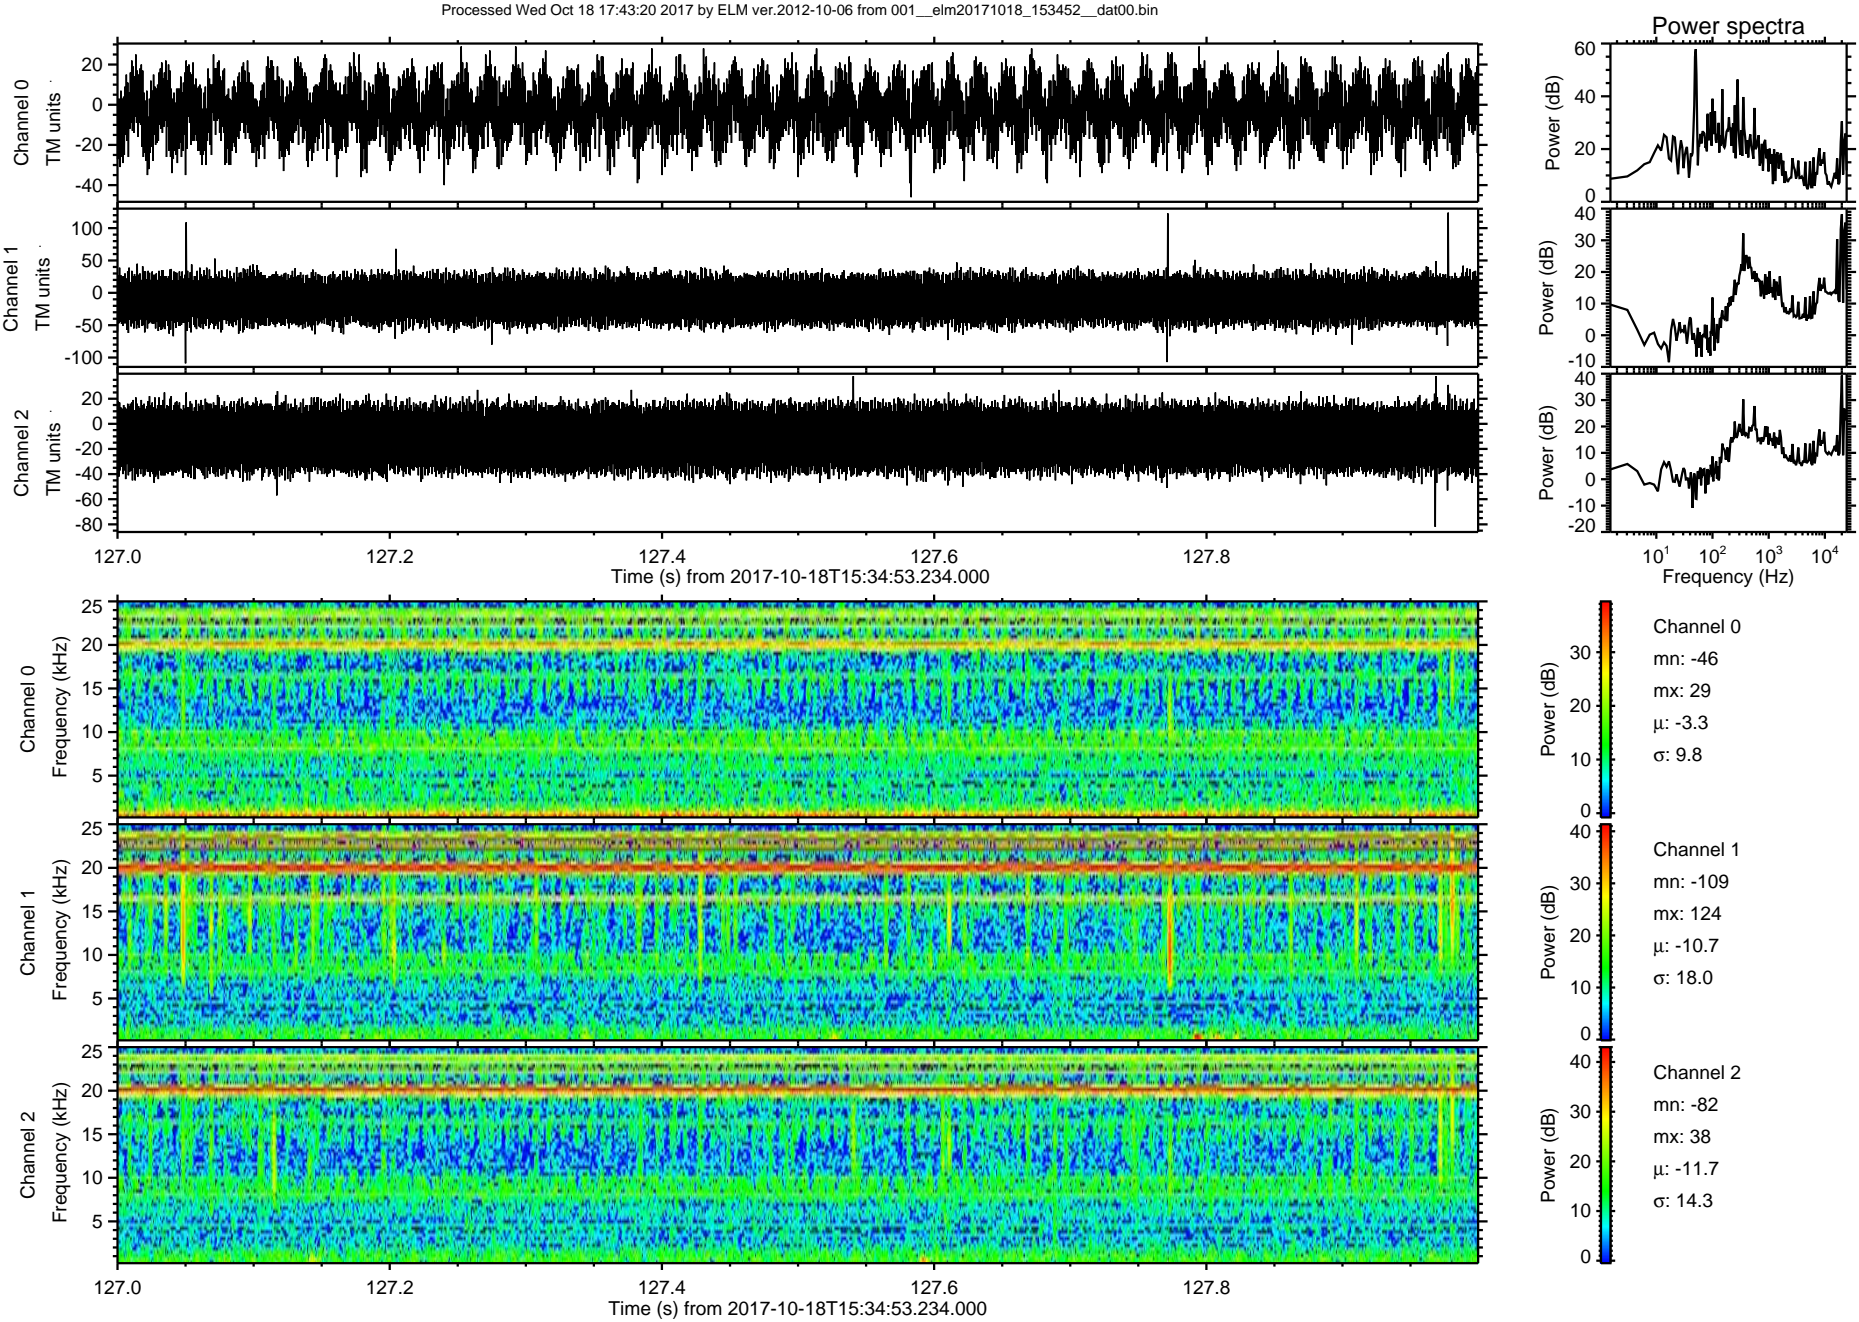 Processed Wed Oct 18 17:43:20 2017 by ELM ver.2012-10-06 from 001__elm20171018_153452__dat00.bin
Power spectra
Channel 0
TM units
20
0
-20
-40
Power (dB)
60
40
20
0
Channel 1
TM units
100
50
0
-50
-100
Power (dB)
40
30
20
10
0
-10
Channel 2
TM units
20
0
-20
-40
-60
-80
Power (dB)
40
30
20
10
0
-10
-20
127.0 127.2 127.4 127.6 127.8
Time (s) from 2017-10-18T15:34:53.234.000
10^1 10^2 10^3 10^4
Frequency (Hz)
Channel 0
Frequency (kHz)
25
20
15
10
5
Power (dB)
30
20
10
0
Channel 0
mn: -46
mx: 29
μ: -3.3
σ: 9.8
Channel 1
Frequency (kHz)
25
20
15
10
5
Power (dB)
40
30
20
10
0
Channel 1
mn: -109
mx: 124
μ: -10.7
σ: 18.0
Channel 2
Frequency (kHz)
25
20
15
10
5
Power (dB)
40
30
20
10
0
Channel 2
mn: -82
mx: 38
μ: -11.7
σ: 14.3
127.0 127.2 127.4 127.6 127.8
Time (s) from 2017-10-18T15:34:53.234.000